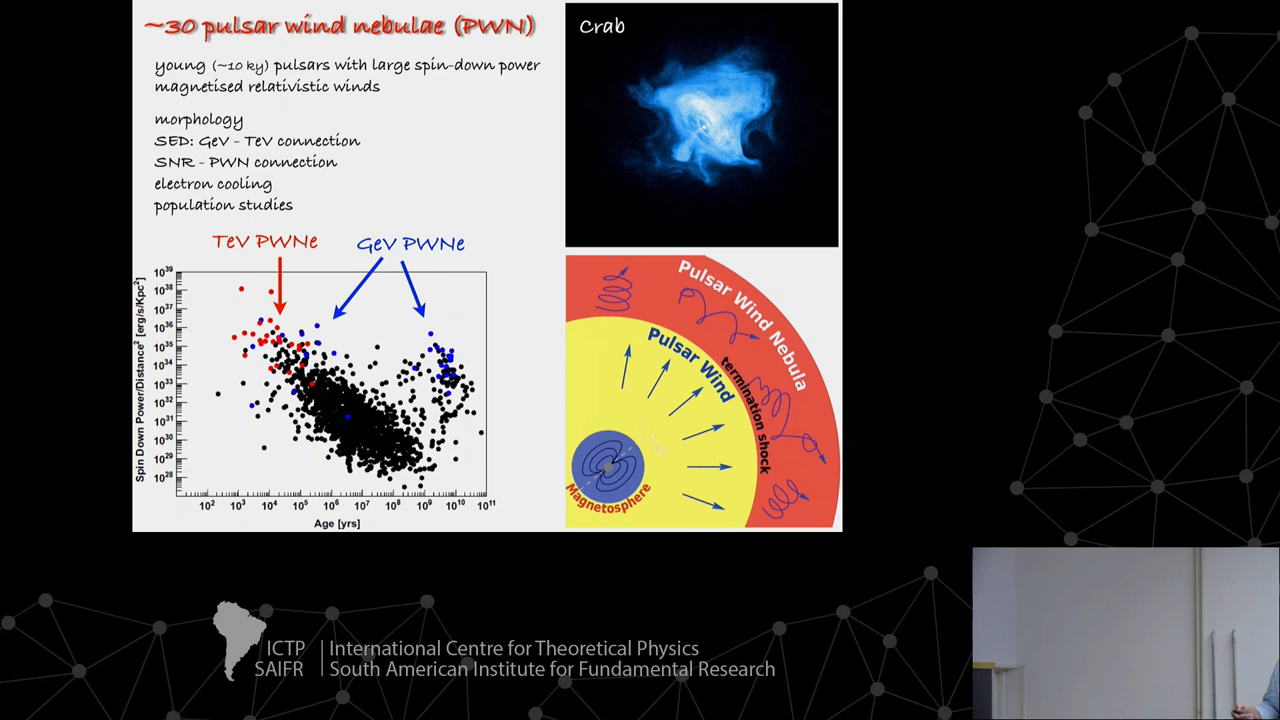 ~30 pulsar wind nebulae (PWN)
young (~10 ky) pulsars with large spin-down power
magnetised relativistic winds
morphology
SED: GeV - TeV connection
SNR - PWN connection
electron cooling
population studies
Crab
TeV PWNe
GeV PWNe
Spin Down Power/Distance² [erg/s/Kpc²]
10³⁹
10³⁸
10³⁷
10³⁶
10³⁵
10³⁴
10³³
10³²
10³¹
10³⁰
10²⁹
10²⁸
10² 10³ 10⁴ 10⁵ 10⁶ 10⁷ 10⁸ 10⁹ 10¹⁰ 10¹¹
Age [yrs]
Pulsar Wind Nebula
Pulsar Wind
termination shock
Magnetosphere
ICTP
SAIFR
International Centre for Theoretical Physics
South American Institute for Fundamental Research